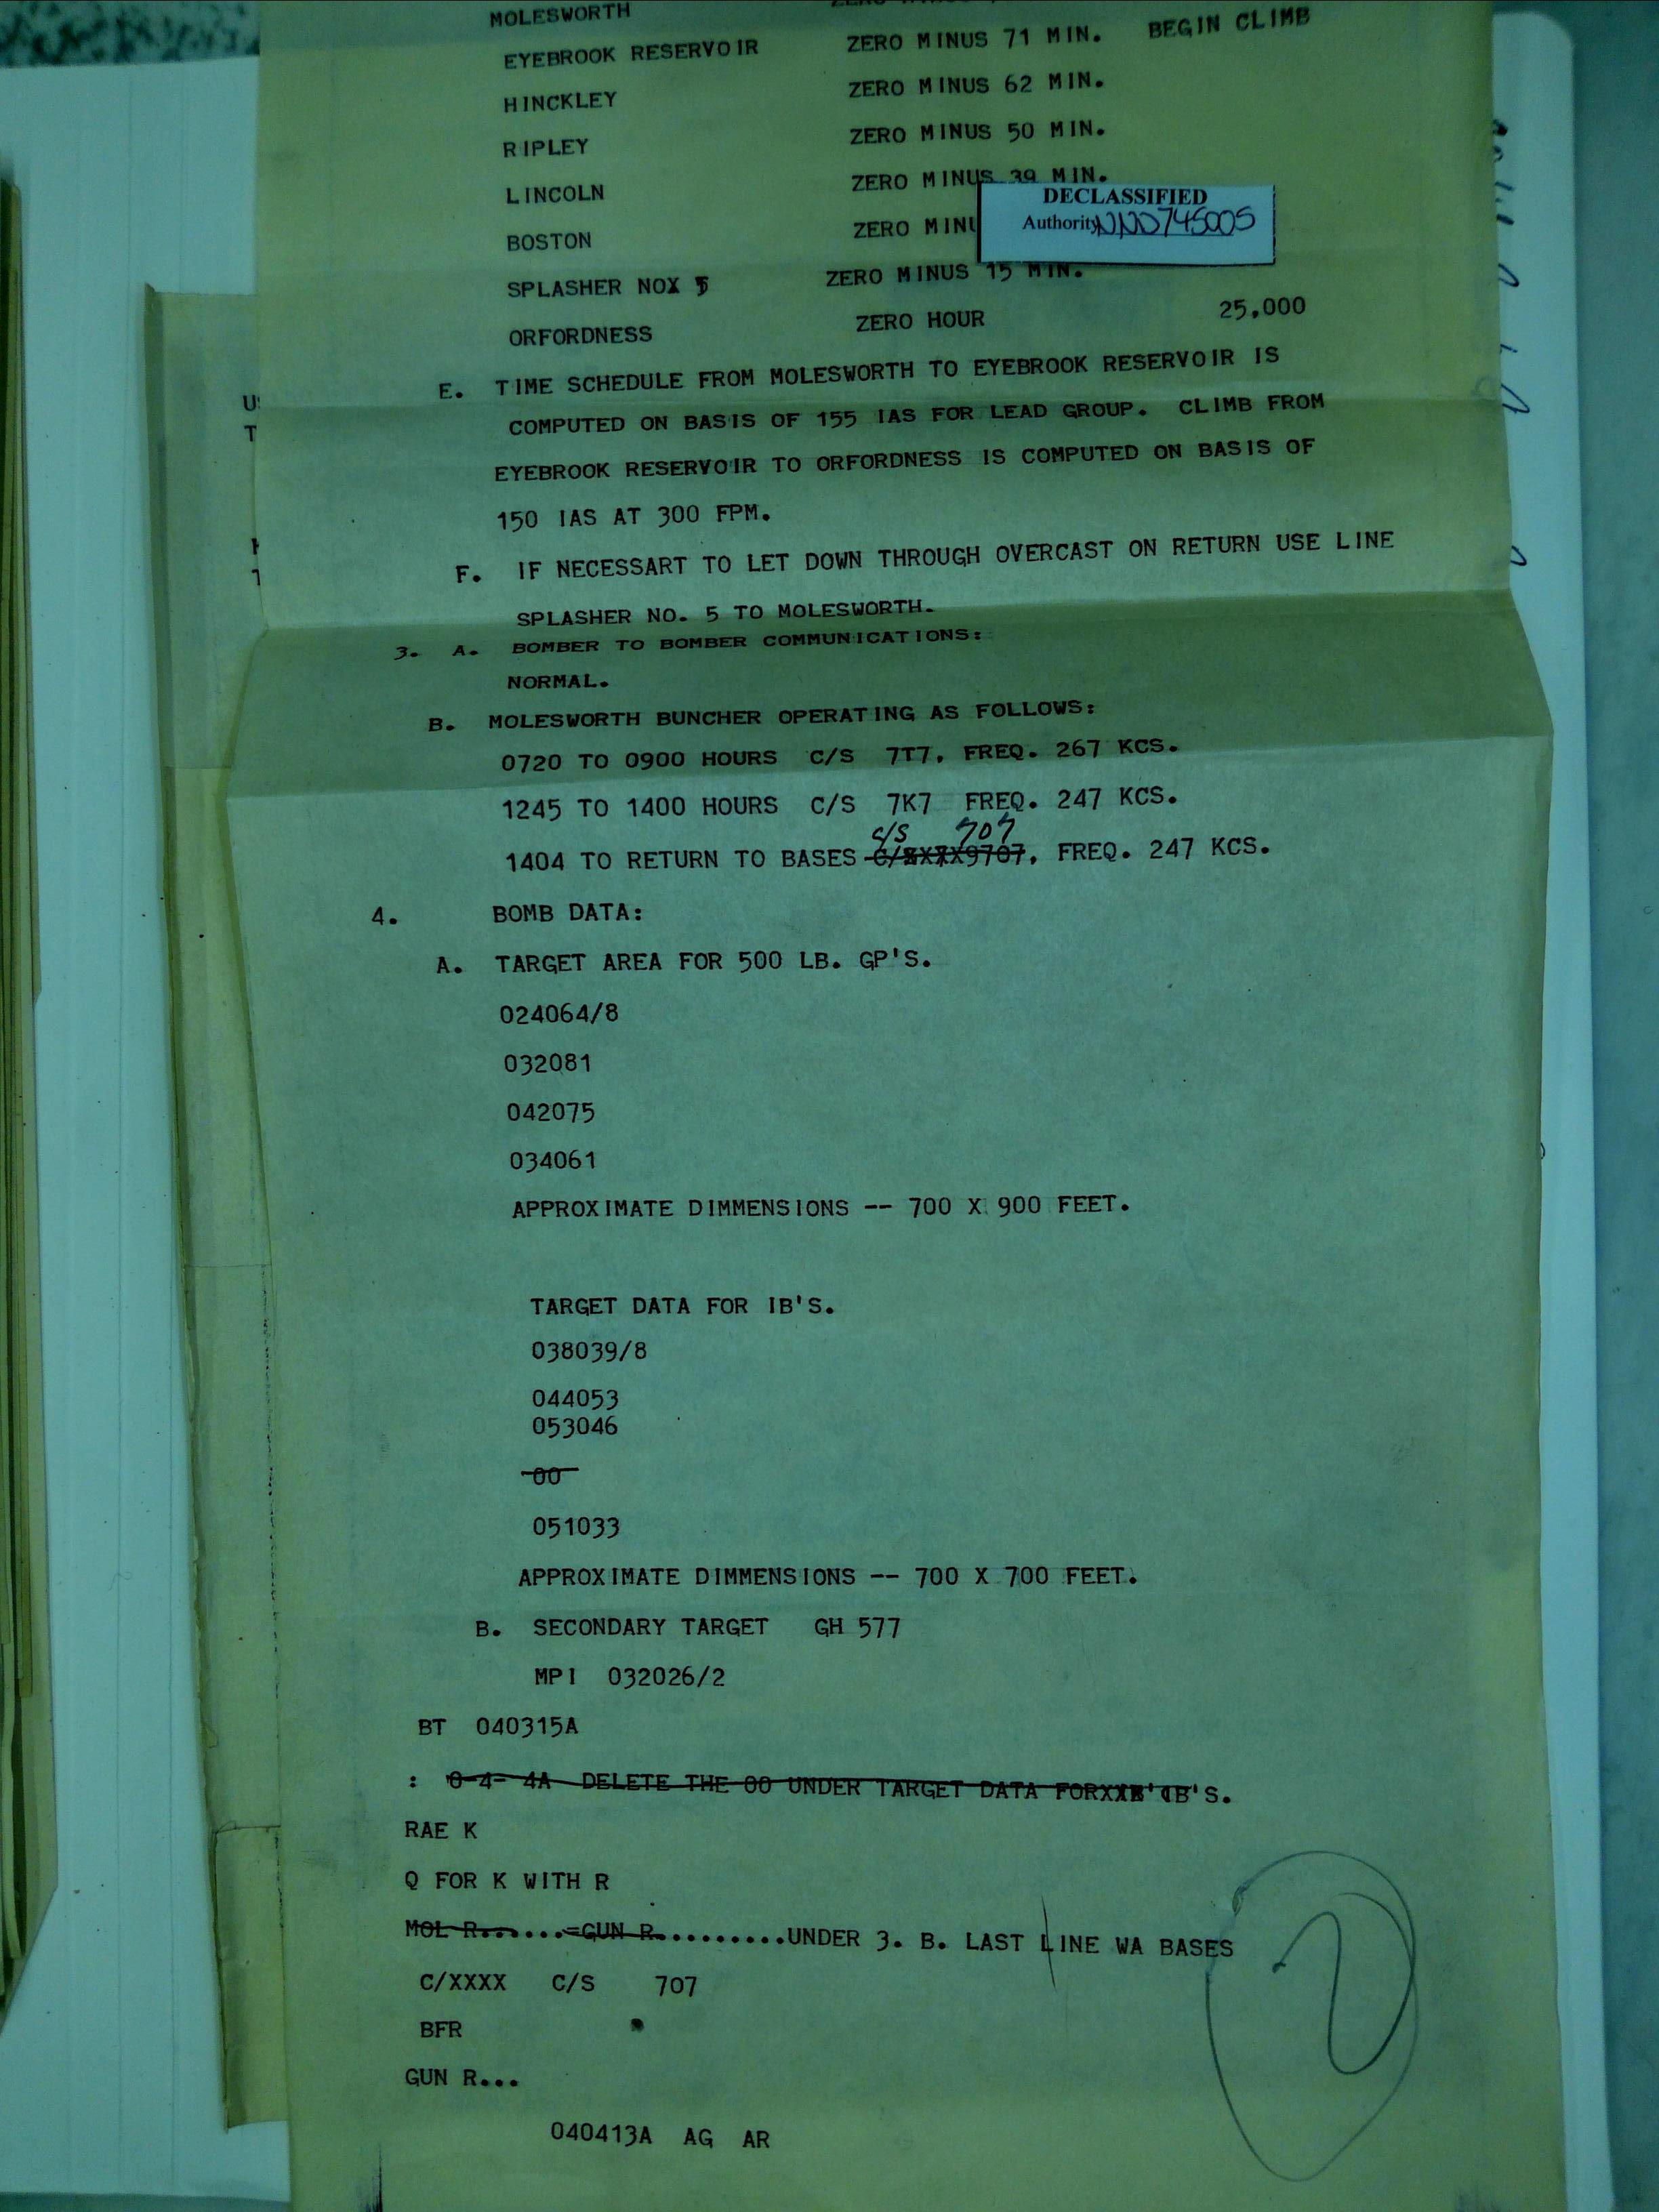 MOLESWORTH
EYEBROOK RESERVOIR ZERO MINUS 71 MIN. BEGIN CLIMB
HINCKLEY ZERO MINUS 62 MIN.
RIPLEY ZERO MINUS 50 MIN.
LINCOLN ZERO MINUS 39 MIN.
BOSTON ZERO
DECLASSIFIED
Authority NND745005
SPLASHER NOX 5 ZERO MINUS 15 MIN.
ORFORDNESS ZERO HOUR 25,000
E. TIME SCHEDULE FROM MOLESWORTH TO EYEBROOK RESERVOIR IS
COMPUTED ON BASIS OF 155 IAS FOR LEAD GROUP. CLIMB FROM
EYEBROOK RESERVOIR TO ORFORDNESS IS COMPUTED ON BASIS OF
150 IAS AT 300 FPM.
F. IF NECESSART TO LET DOWN THROUGH OVERCAST ON RETURN USE LINE
SPLASHER NO. 5 TO MOLESWORTH.
3. A. BOMBER TO BOMBER COMMUNICATIONS:
NORMAL.
B. MOLESWORTH BUNCHER OPERATING AS FOLLOWS:
0720 TO 0900 HOURS C/S 7T7, FREQ. 267 KCS.
1245 TO 1400 HOURS C/S 7K7 FREQ. 247 KCS.
c/s 707
1404 TO RETURN TO BASES , FREQ. 247 KCS.
4. BOMB DATA:
A. TARGET AREA FOR 500 LB. GP'S.
024064/8
032081
042075
034061
APPROXIMATE DIMMENSIONS -- 700 X 900 FEET.
TARGET DATA FOR IB'S.
038039/8
044053
053046
00
051033
APPROXIMATE DIMMENSIONS -- 700 X 700 FEET.
B. SECONDARY TARGET GH 577
MPI 032026/2
BT 040315A
: 0-4- 4A DELETE THE 00 UNDER TARGET DATA IB'S.
RAE K
Q FOR K WITH R
MOL R......=GUN R.........UNDER 3. B. LAST LINE WA BASES
C/XXXX C/S 707
BFR
GUN R...
040413A AG AR
2